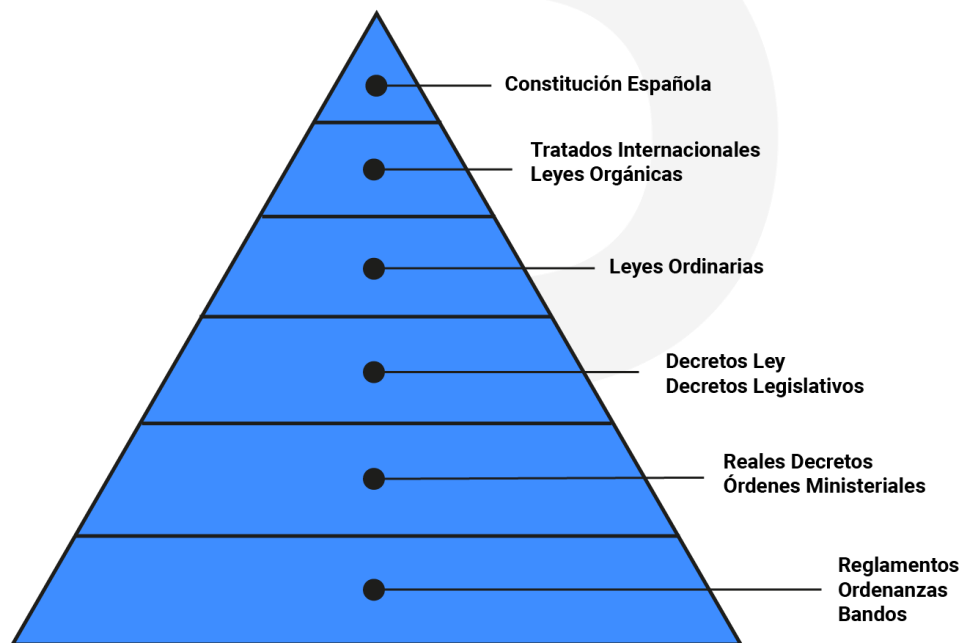 Constitución Española
Tratados Internacionales
Leyes Orgánicas
Leyes Ordinarias
Decretos Ley
Decretos Legislativos
Reales Decretos
Órdenes Ministeriales
Reglamentos
Ordenanzas
Bandos